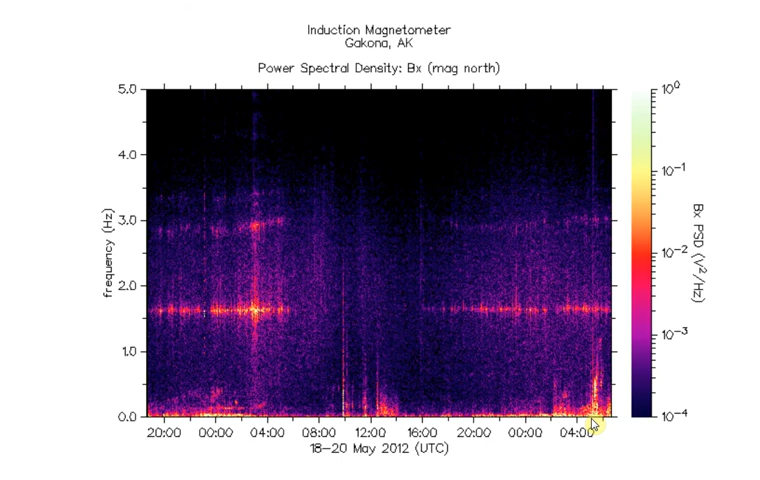 Induction Magnetometer
Gakona, AK
Power Spectral Density: Bx (mag north)
5.0
4.0
3.0
2.0
1.0
0.0
frequency (Hz)
20:00 00:00 04:00 08:00 12:00 16:00 20:00 00:00 04:00
18-20 May 2012 (UTC)
10⁰
10⁻¹
10⁻²
10⁻³
10⁻⁴
Bx PSD (V²/Hz)